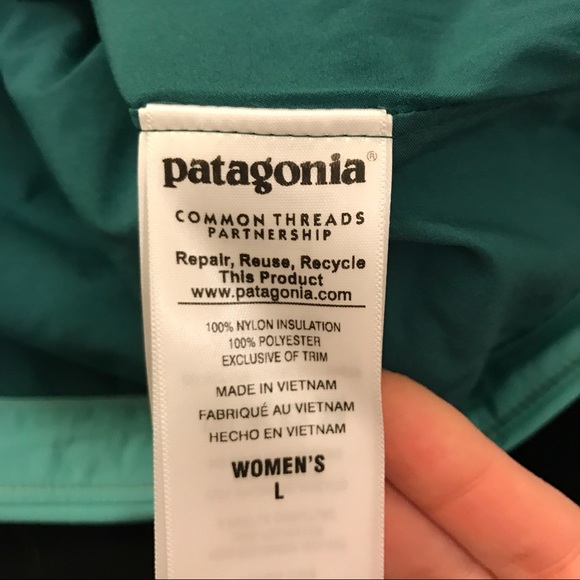 patagonia®
COMMON THREADS
PARTNERSHIP
Repair, Reuse, Recycle
This Product
www.patagonia.com
100% NYLON INSULATION
100% POLYESTER
EXCLUSIVE OF TRIM
MADE IN VIETNAM
FABRIQUÉ AU VIETNAM
HECHO EN VIETNAM
WOMEN'S
L